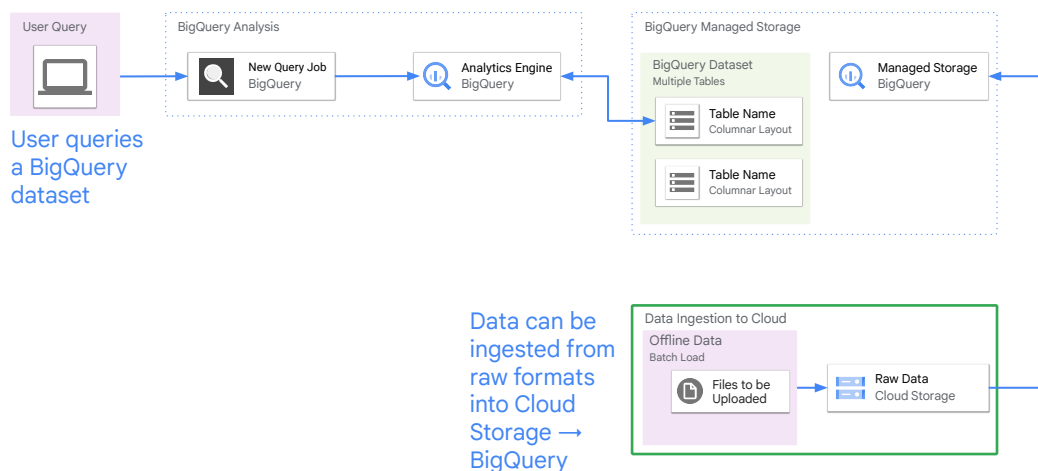 User Query
User queries
a BigQuery
dataset
BigQuery Analysis
New Query Job
BigQuery
Analytics Engine
BigQuery
BigQuery Managed Storage
BigQuery Dataset
Multiple Tables
Table Name
Columnar Layout
Table Name
Columnar Layout
Managed Storage
BigQuery
Data can be
ingested from
raw formats
into Cloud
Storage →
BigQuery
Data Ingestion to Cloud
Offline Data
Batch Load
Files to be
Uploaded
Raw Data
Cloud Storage